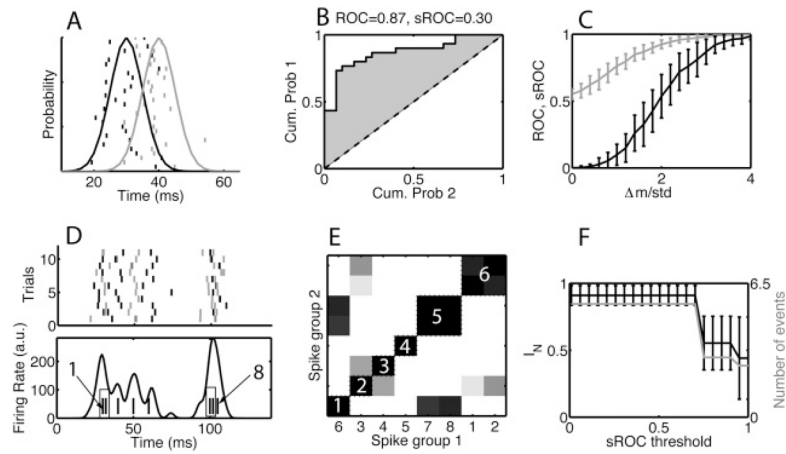 A
Probability
20 40 60
Time (ms)
B
ROC=0.87, sROC=0.30
Cum. Prob 1
1
0.5
0
0 0.5 1
Cum. Prob 2
C
ROC, sROC
1
0.5
0
0 2 4
Δm/std
D
Trials
10
5
0
Firing Rate (a.u.)
200
100
0
1
8
0 50 100
Time (ms)
E
Spike group 2
1
2
3
4
5
6
6 3 4 5 7 8 1 2
Spike group 1
F
I_N
1
0.5
0
0 0.5 1
sROC threshold
6.5
0
Number of events